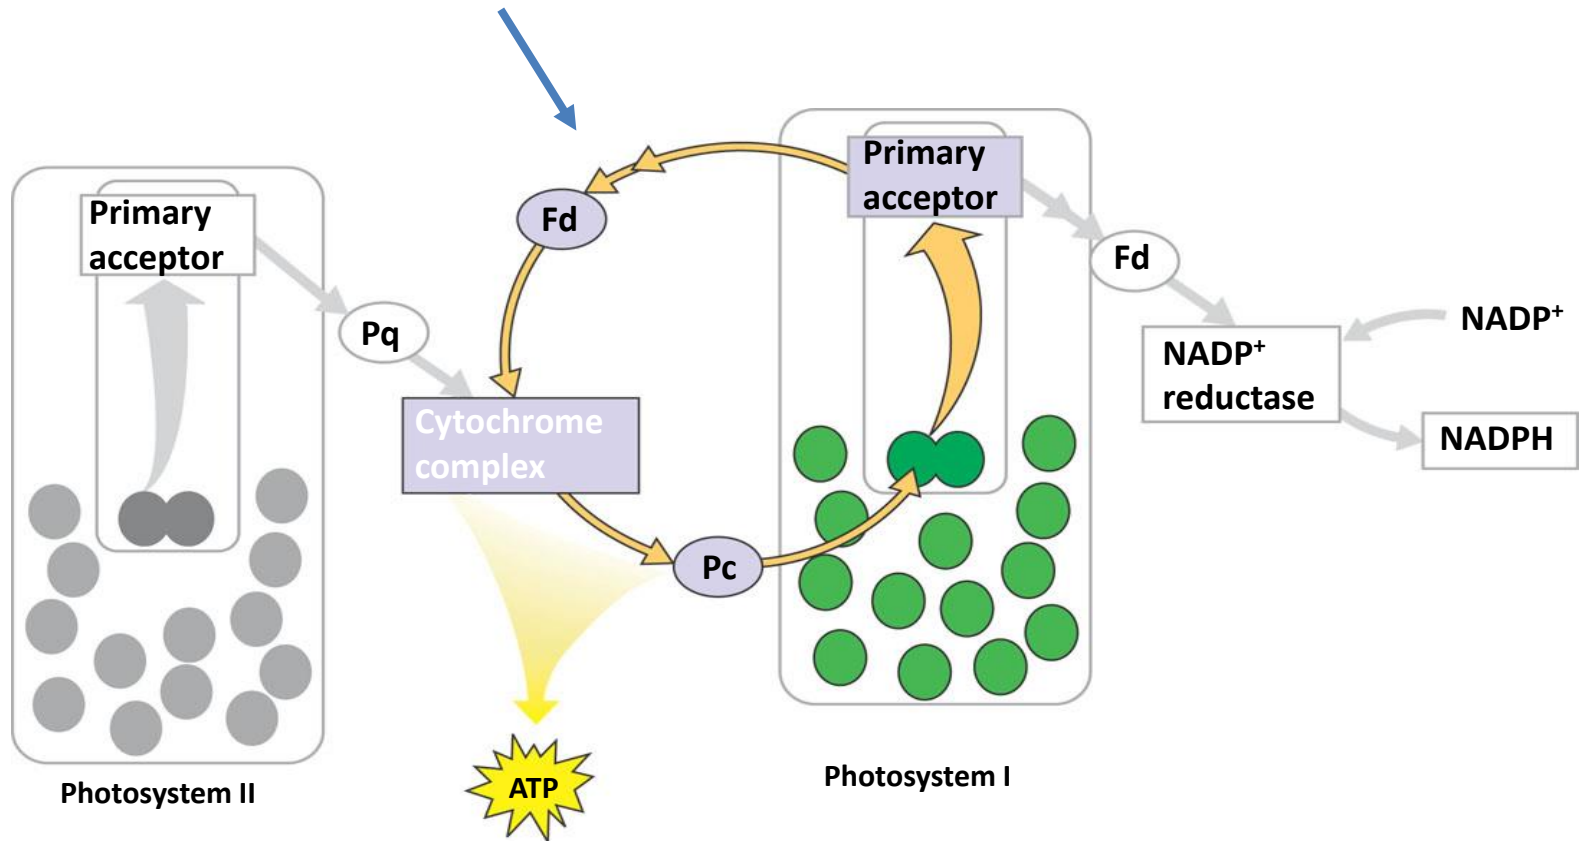 Primary
acceptor
Pq
Fd
Cytochrome
complex
Pc
ATP
Photosystem II
Primary
acceptor
Fd
NADP⁺
NADP⁺
reductase
NADPH
Photosystem I